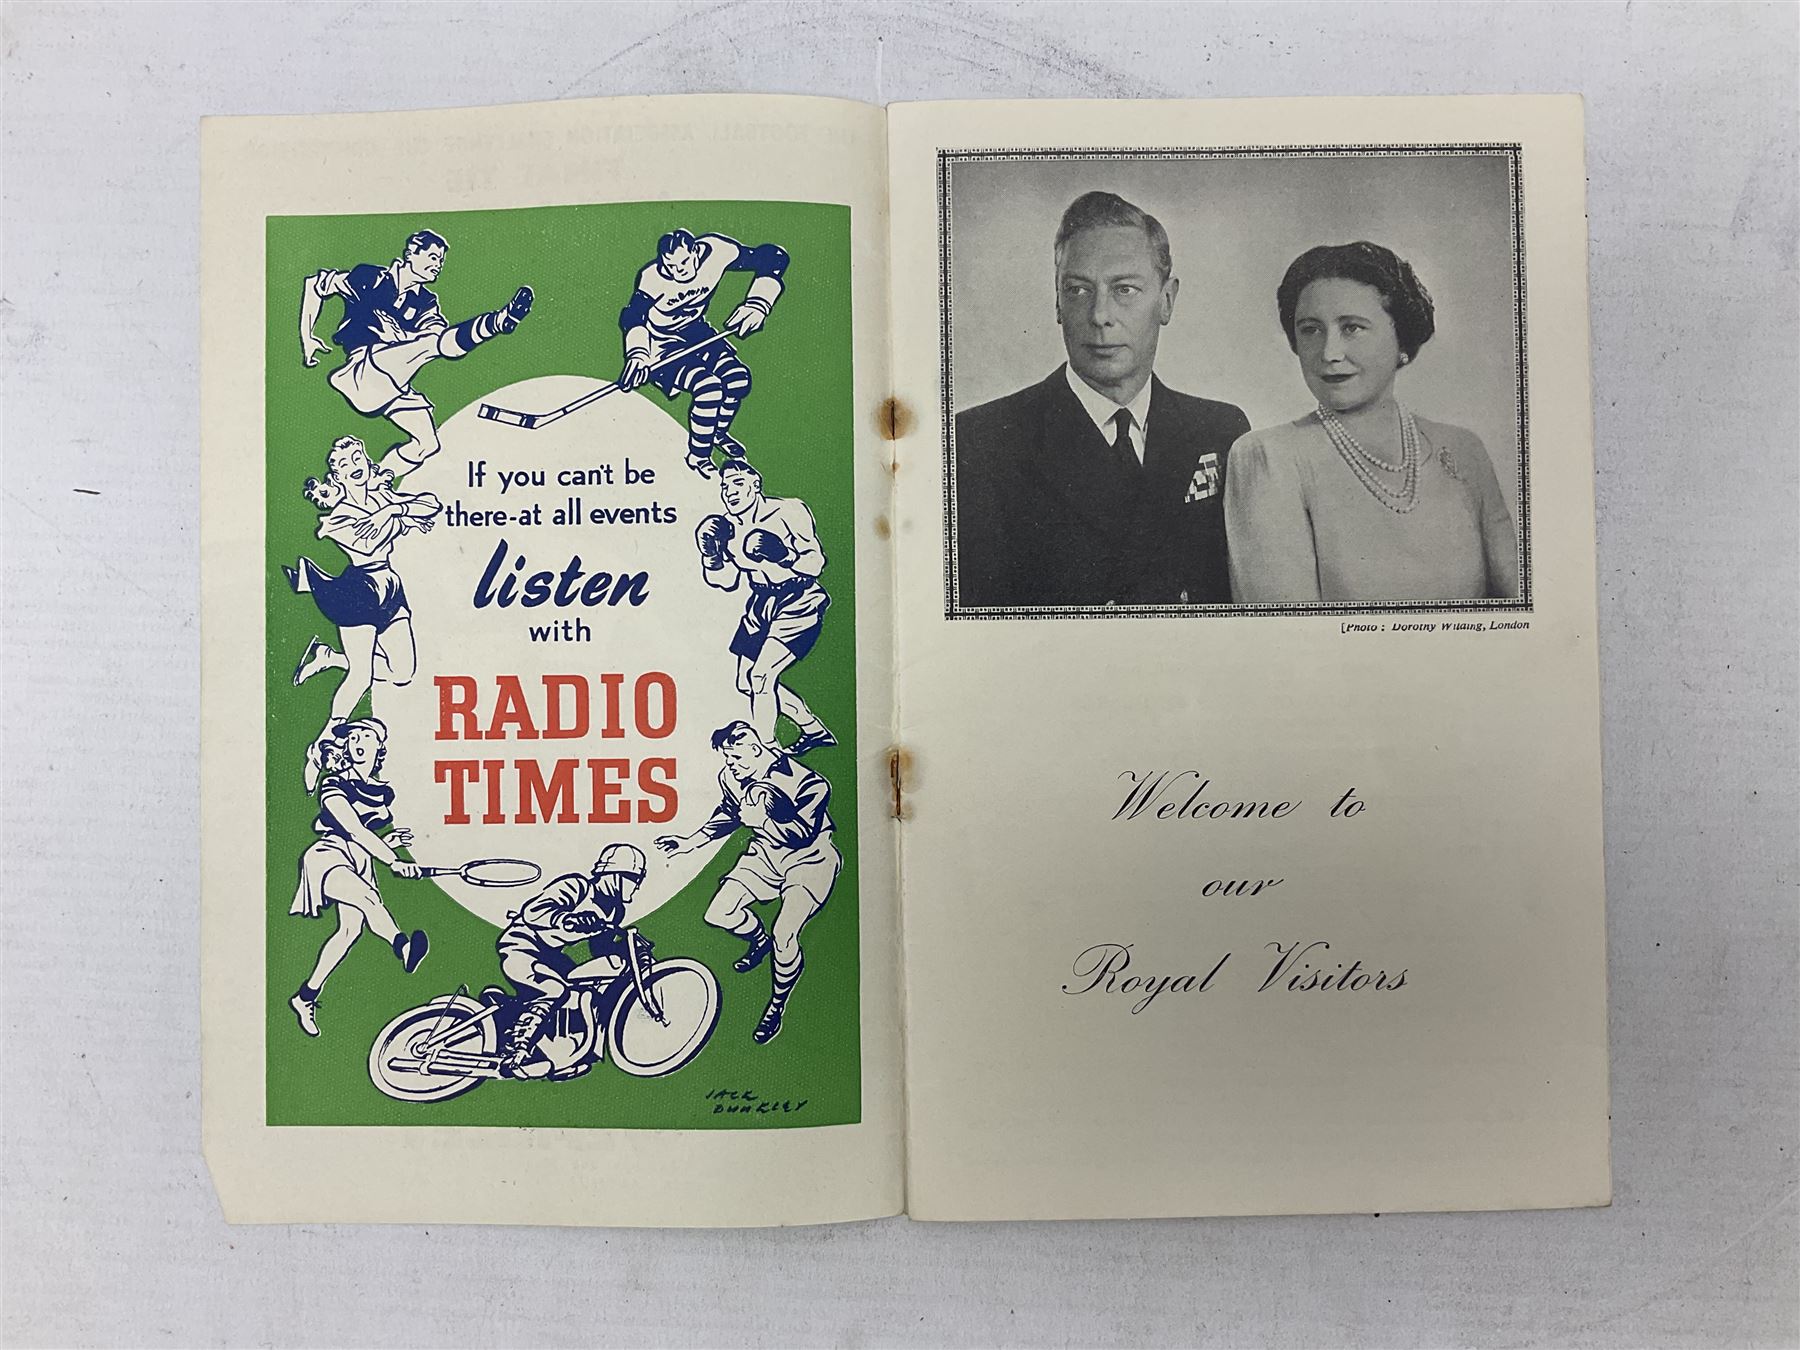 If you can't be
there-at all events
listen
with
RADIO
TIMES
JACK
DUNKLEY
[Photo : Dorothy Wilding, London
Welcome to
our
Royal Visitors